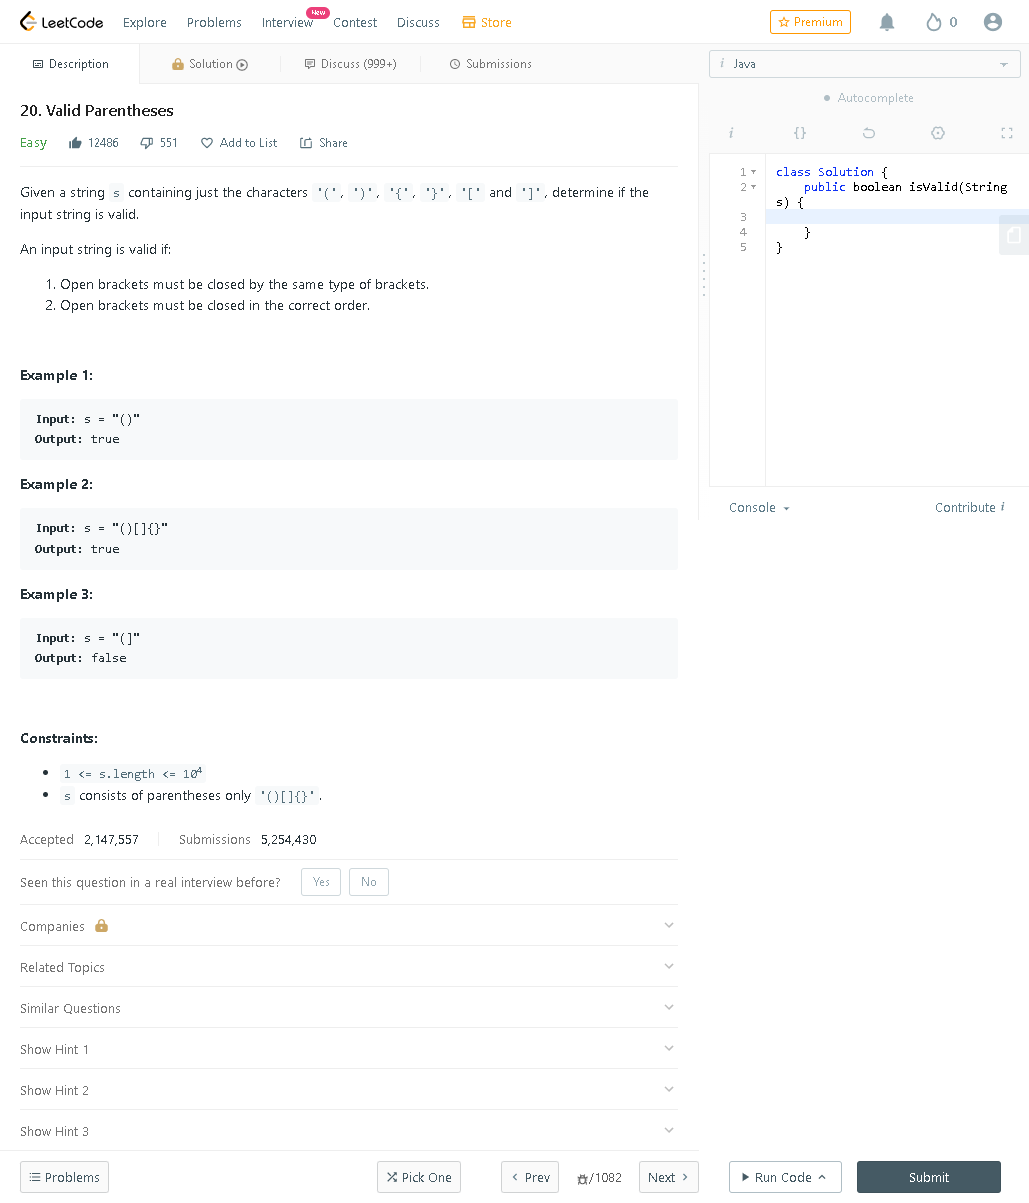 LeetCode Explore Problems Interview New Contest Discuss Store Premium 0
Description Solution Discuss (999+) Submissions
i Java
20. Valid Parentheses
Easy 12486 551 Add to List Share
Given a string s containing just the characters '(', ')', '{', '}', '[' and ']', determine if the
input string is valid.
An input string is valid if:
1. Open brackets must be closed by the same type of brackets.
2. Open brackets must be closed in the correct order.
Example 1:
Input: s = "()"
Output: true
Example 2:
Input: s = "()[]{}"
Output: true
Example 3:
Input: s = "(]"
Output: false
Constraints:
1 <= s.length <= 10⁴
s consists of parentheses only '()[]{}'.
Accepted 2,147,557 Submissions 5,254,430
Seen this question in a real interview before? Yes No
Companies
Related Topics
Similar Questions
Show Hint 1
Show Hint 2
Show Hint 3
Problems Pick One < Prev /1082 Next >
Autocomplete
i {}
1 class Solution {
2 public boolean isValid(String
s) {
3
4 }
5 }
Console Contribute i
Run Code Submit